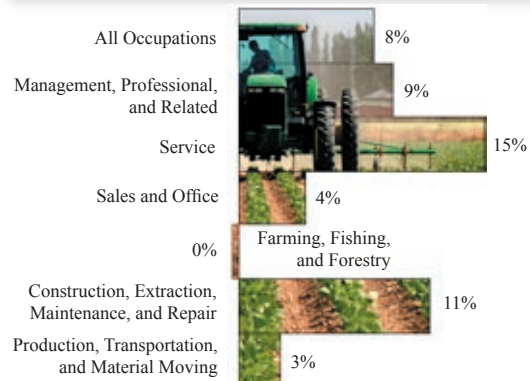 All Occupations
8%
Management, Professional,
and Related
9%
Service
15%
Sales and Office
4%
0%
Farming, Fishing,
and Forestry
Construction, Extraction,
Maintenance, and Repair
11%
Production, Transportation,
and Material Moving
3%